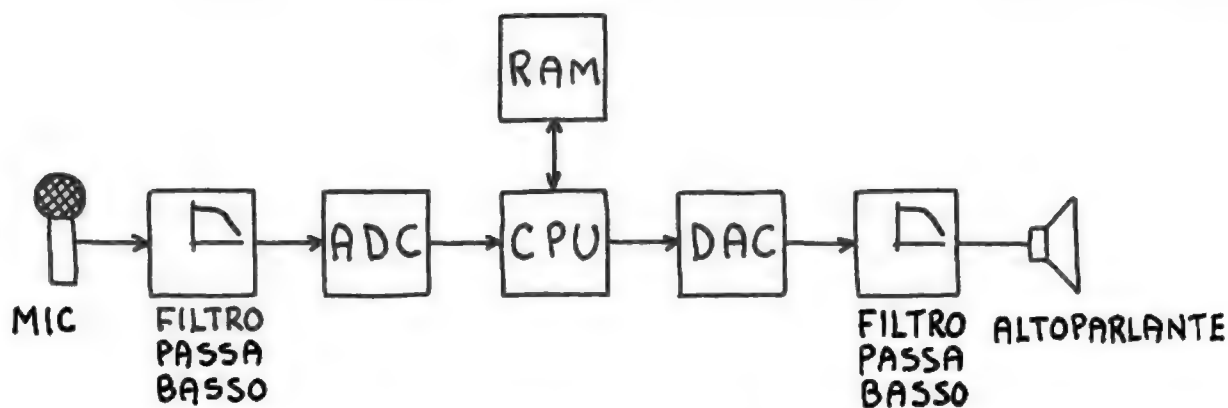 RAM
ADC
CPU
DAC
MIC
FILTRO
PASSA
BASSO
FILTRO
PASSA
BASSO
ALTOPARLANTE